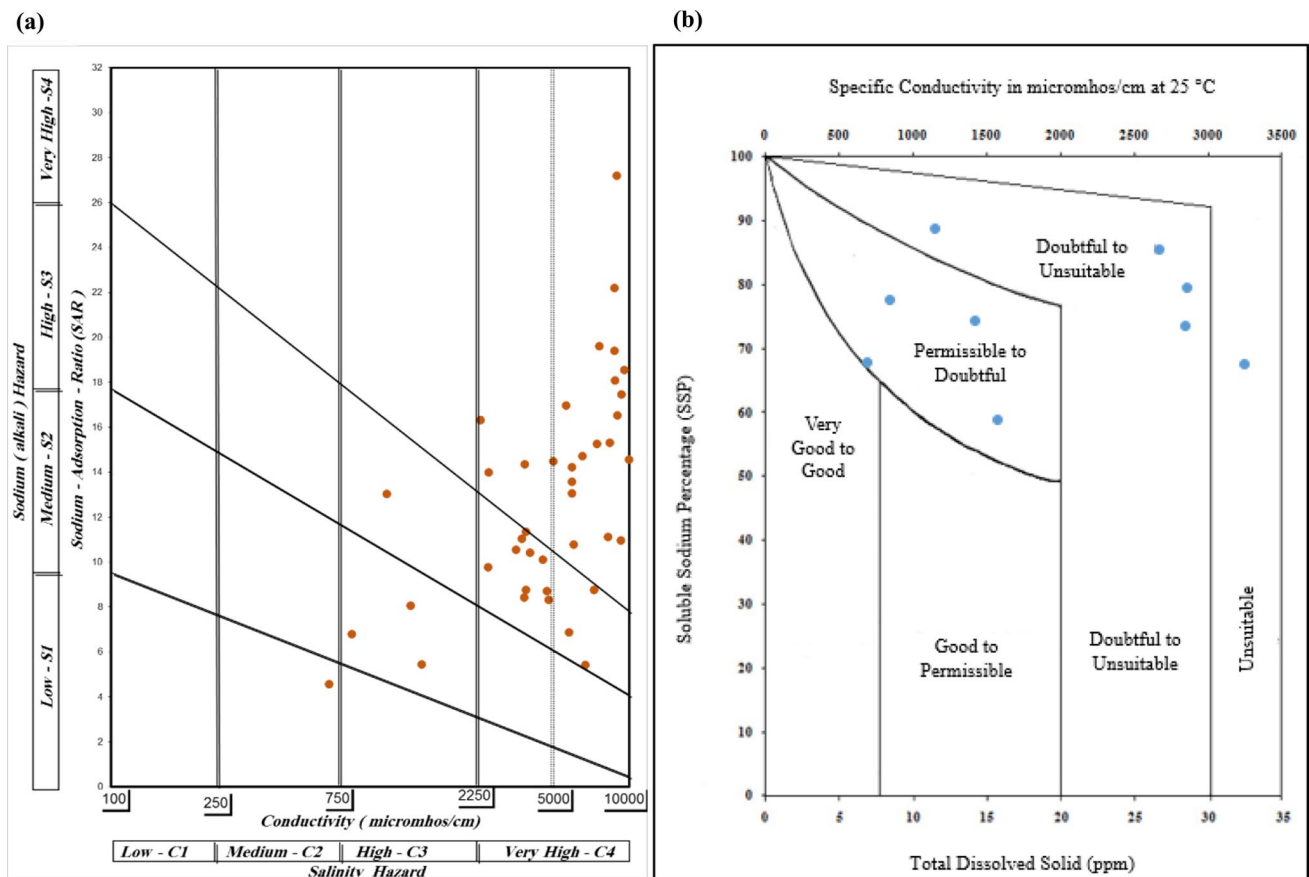 (a)
Sodium ( alkali ) Hazard
Very High -S4
High - S3
Medium - S2
Low - S1
Sodium - Adsorption - Ratio (SAR )
32
30
28
26
24
22
20
18
16
14
12
10
8
6
4
2
0
100
250
750
2250
5000
10000
Conductivity ( micromhos/cm)
Low - C1
Medium - C2
High - C3
Very High - C4
Salinity Hazard
(b)
Specific Conductivity in micromhos/cm at 25 °C
0
500
1000
1500
2000
2500
3000
3500
Soluble Sodium Percentage (SSP)
100
90
80
70
60
50
40
30
20
10
0
Doubtful to
Unsuitable
Permissible to
Doubtful
Very
Good to
Good
Good to
Permissible
Doubtful to
Unsuitable
Unsuitable
0
5
10
15
20
25
30
35
Total Dissolved Solid (ppm)